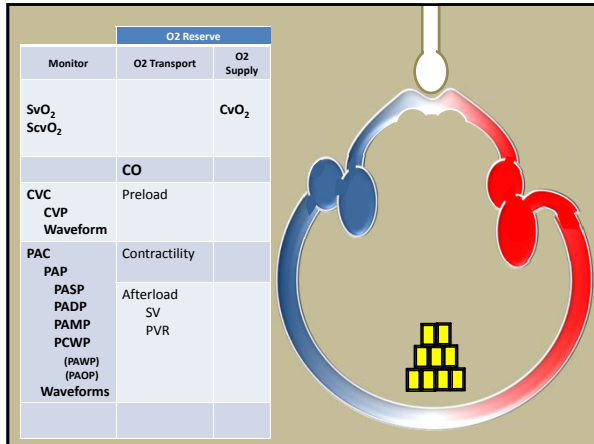 O2 Reserve
Monitor O2 Transport O2
Supply
SvO₂ CvO₂
ScvO₂
CO
CVC Preload
CVP
Waveform
PAC Contractility
PAP
PASP Afterload
PADP SV
PAMP PVR
PCWP
(PAWP)
(PAOP)
Waveforms